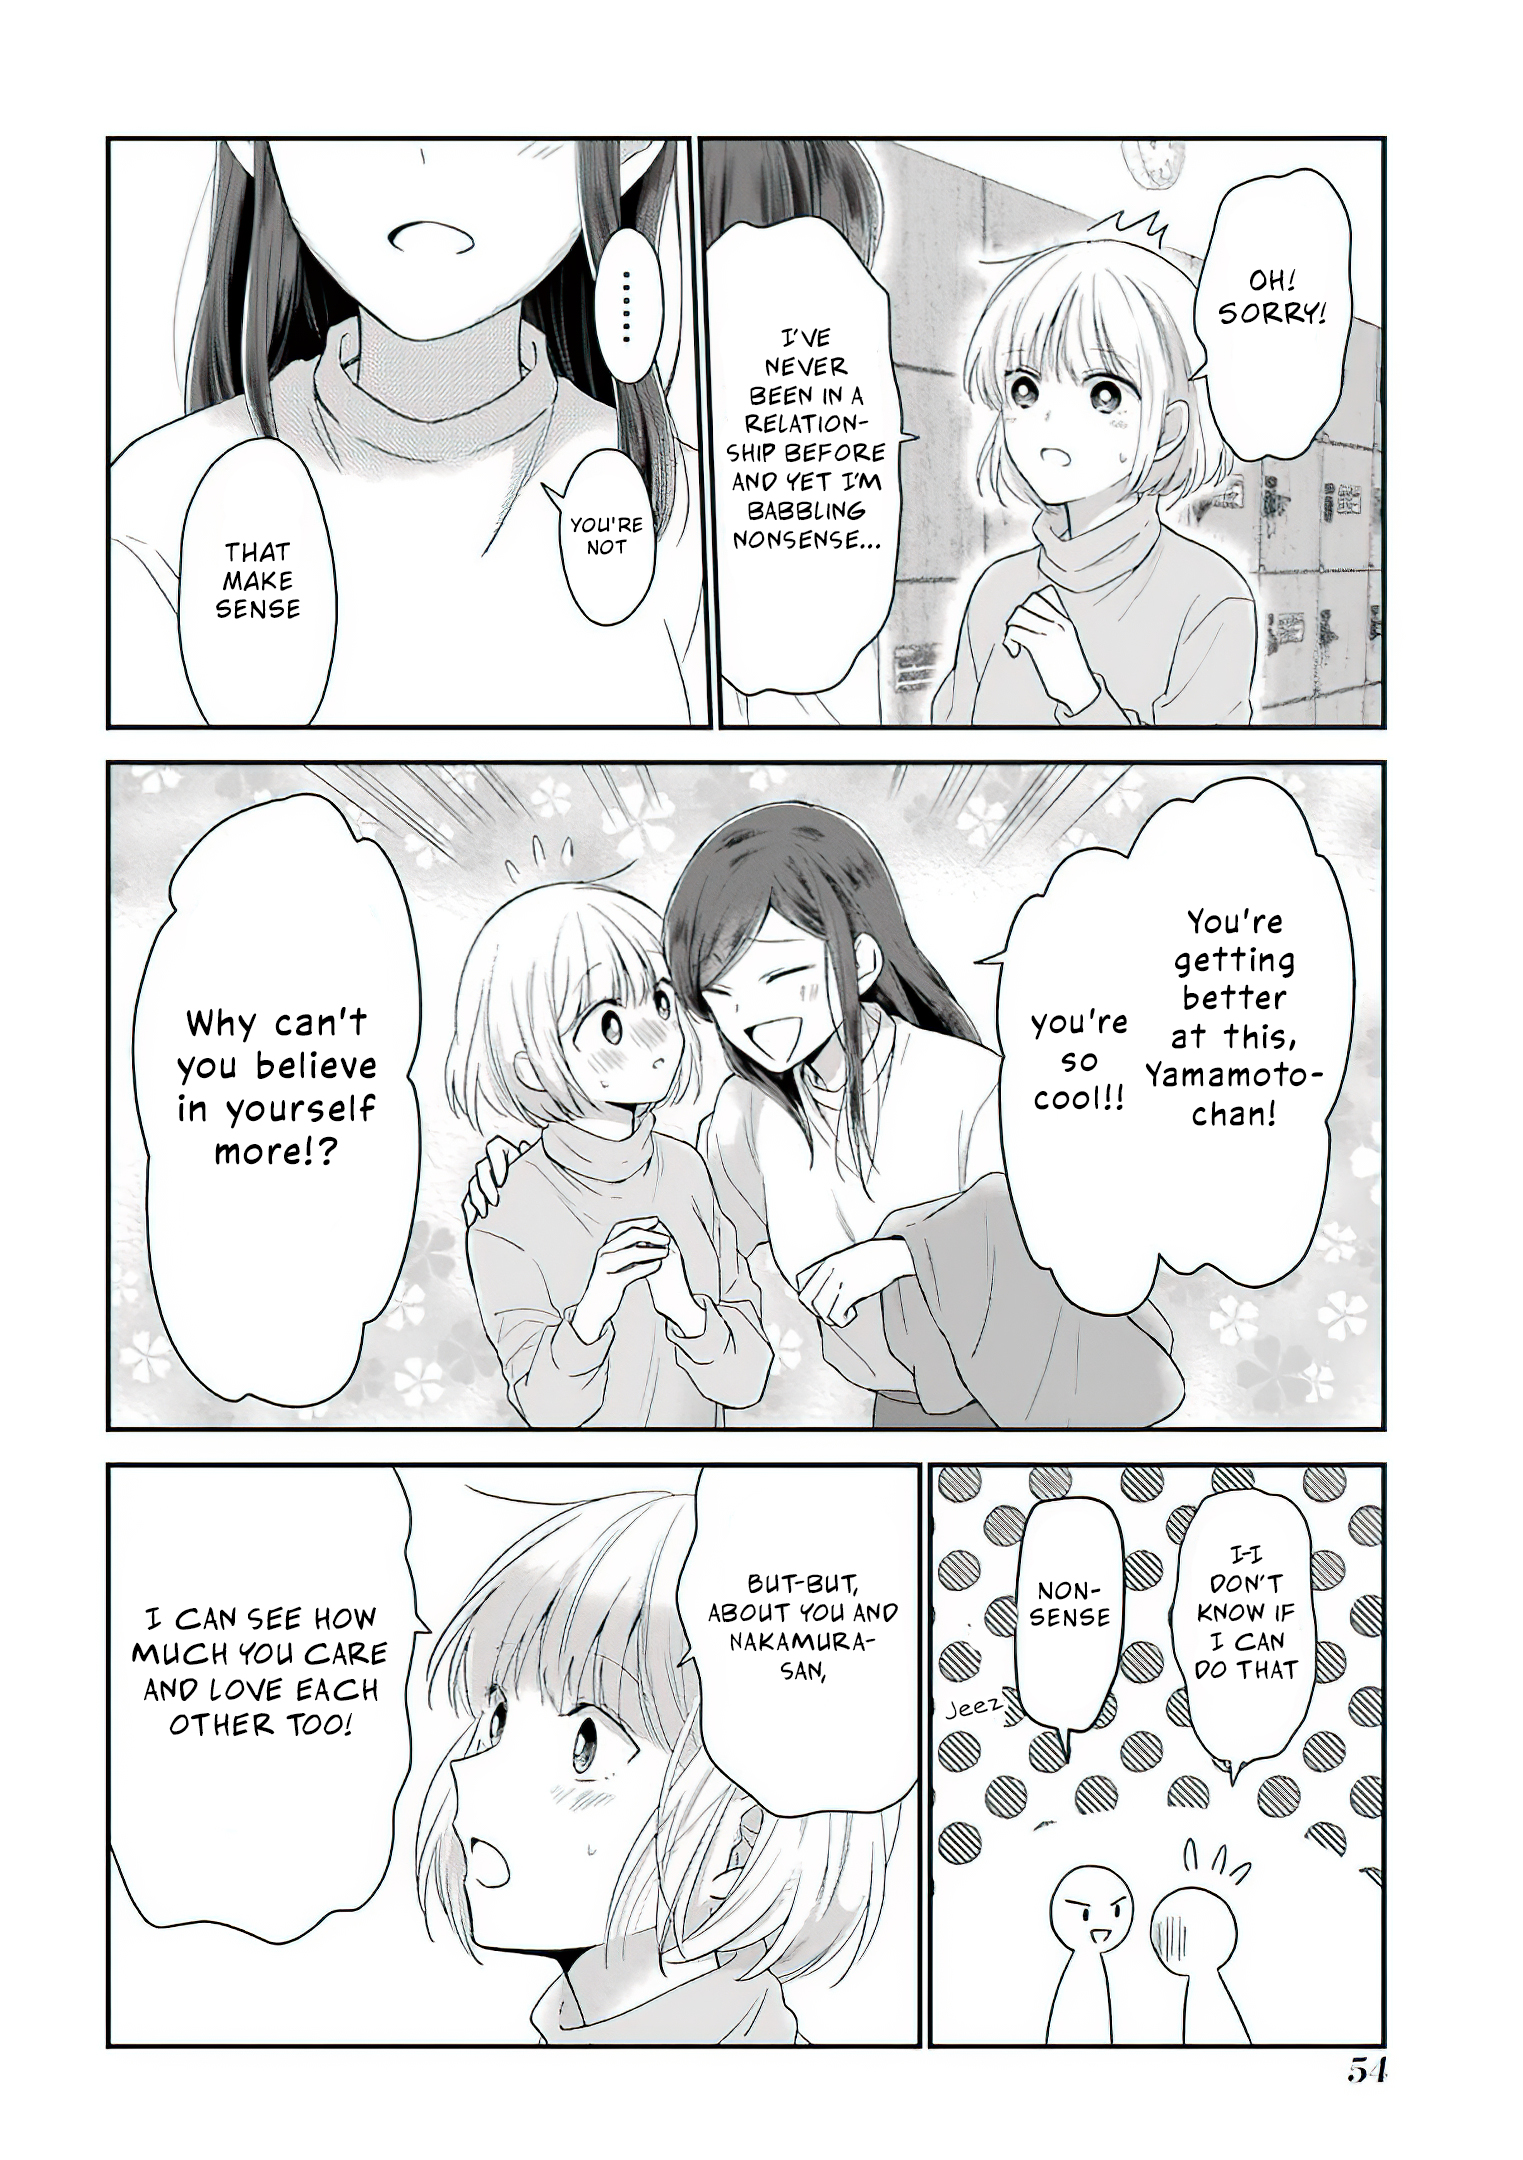 OH!
SORRY!
I'VE
NEVER
BEEN IN A
RELATION-
SHIP BEFORE
AND YET I'M
BABBLING
NONSENSE...
......
YOU'RE
NOT
THAT
MAKE
SENSE
You're
getting
better
at this,
Yamamoto-
chan!
you're
so
cool!!
Why can't
you believe
in yourself
more!?
I-I
DON'T
KNOW IF
I CAN
DO THAT
NON-
SENSE
Jeez
BUT-BUT,
ABOUT YOU AND
NAKAMURA-
SAN,
I CAN SEE HOW
MUCH YOU CARE
AND LOVE EACH
OTHER TOO!
54